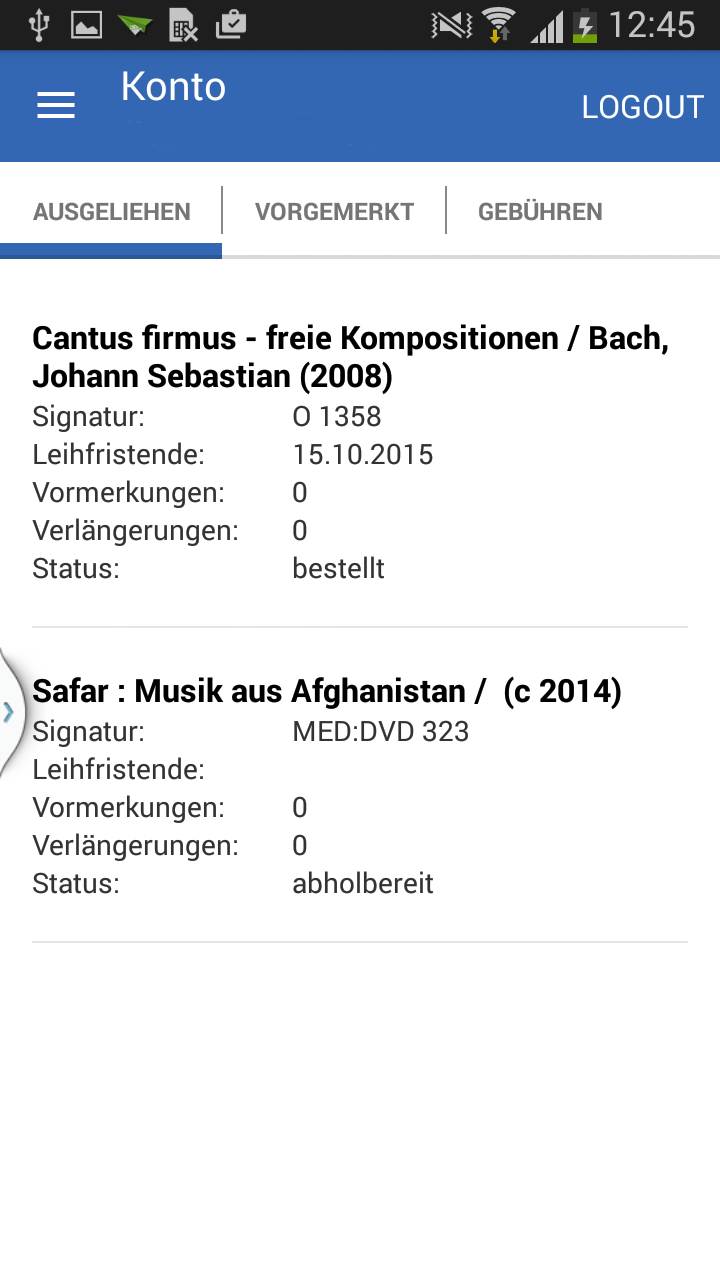 12:45
Konto
LOGOUT
AUSGELIEHEN VORGEMERKT GEBÜHREN
Cantus firmus - freie Kompositionen / Bach,
Johann Sebastian (2008)
Signatur: O 1358
Leihfristende: 15.10.2015
Vormerkungen: 0
Verlängerungen: 0
Status: bestellt
Safar : Musik aus Afghanistan /  (c 2014)
Signatur: MED:DVD 323
Leihfristende:
Vormerkungen: 0
Verlängerungen: 0
Status: abholbereit